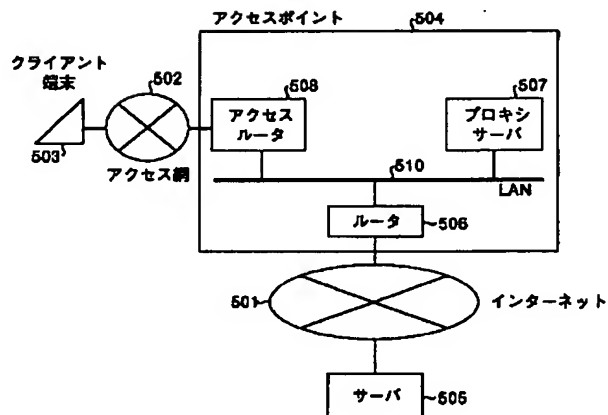 アクセスポイント
504
クライアント
端末
502
508
507
アクセス
ルータ
プロキシ
サーバ
503
アクセス網
510
LAN
ルータ
506
501
インターネット
サーバ
505